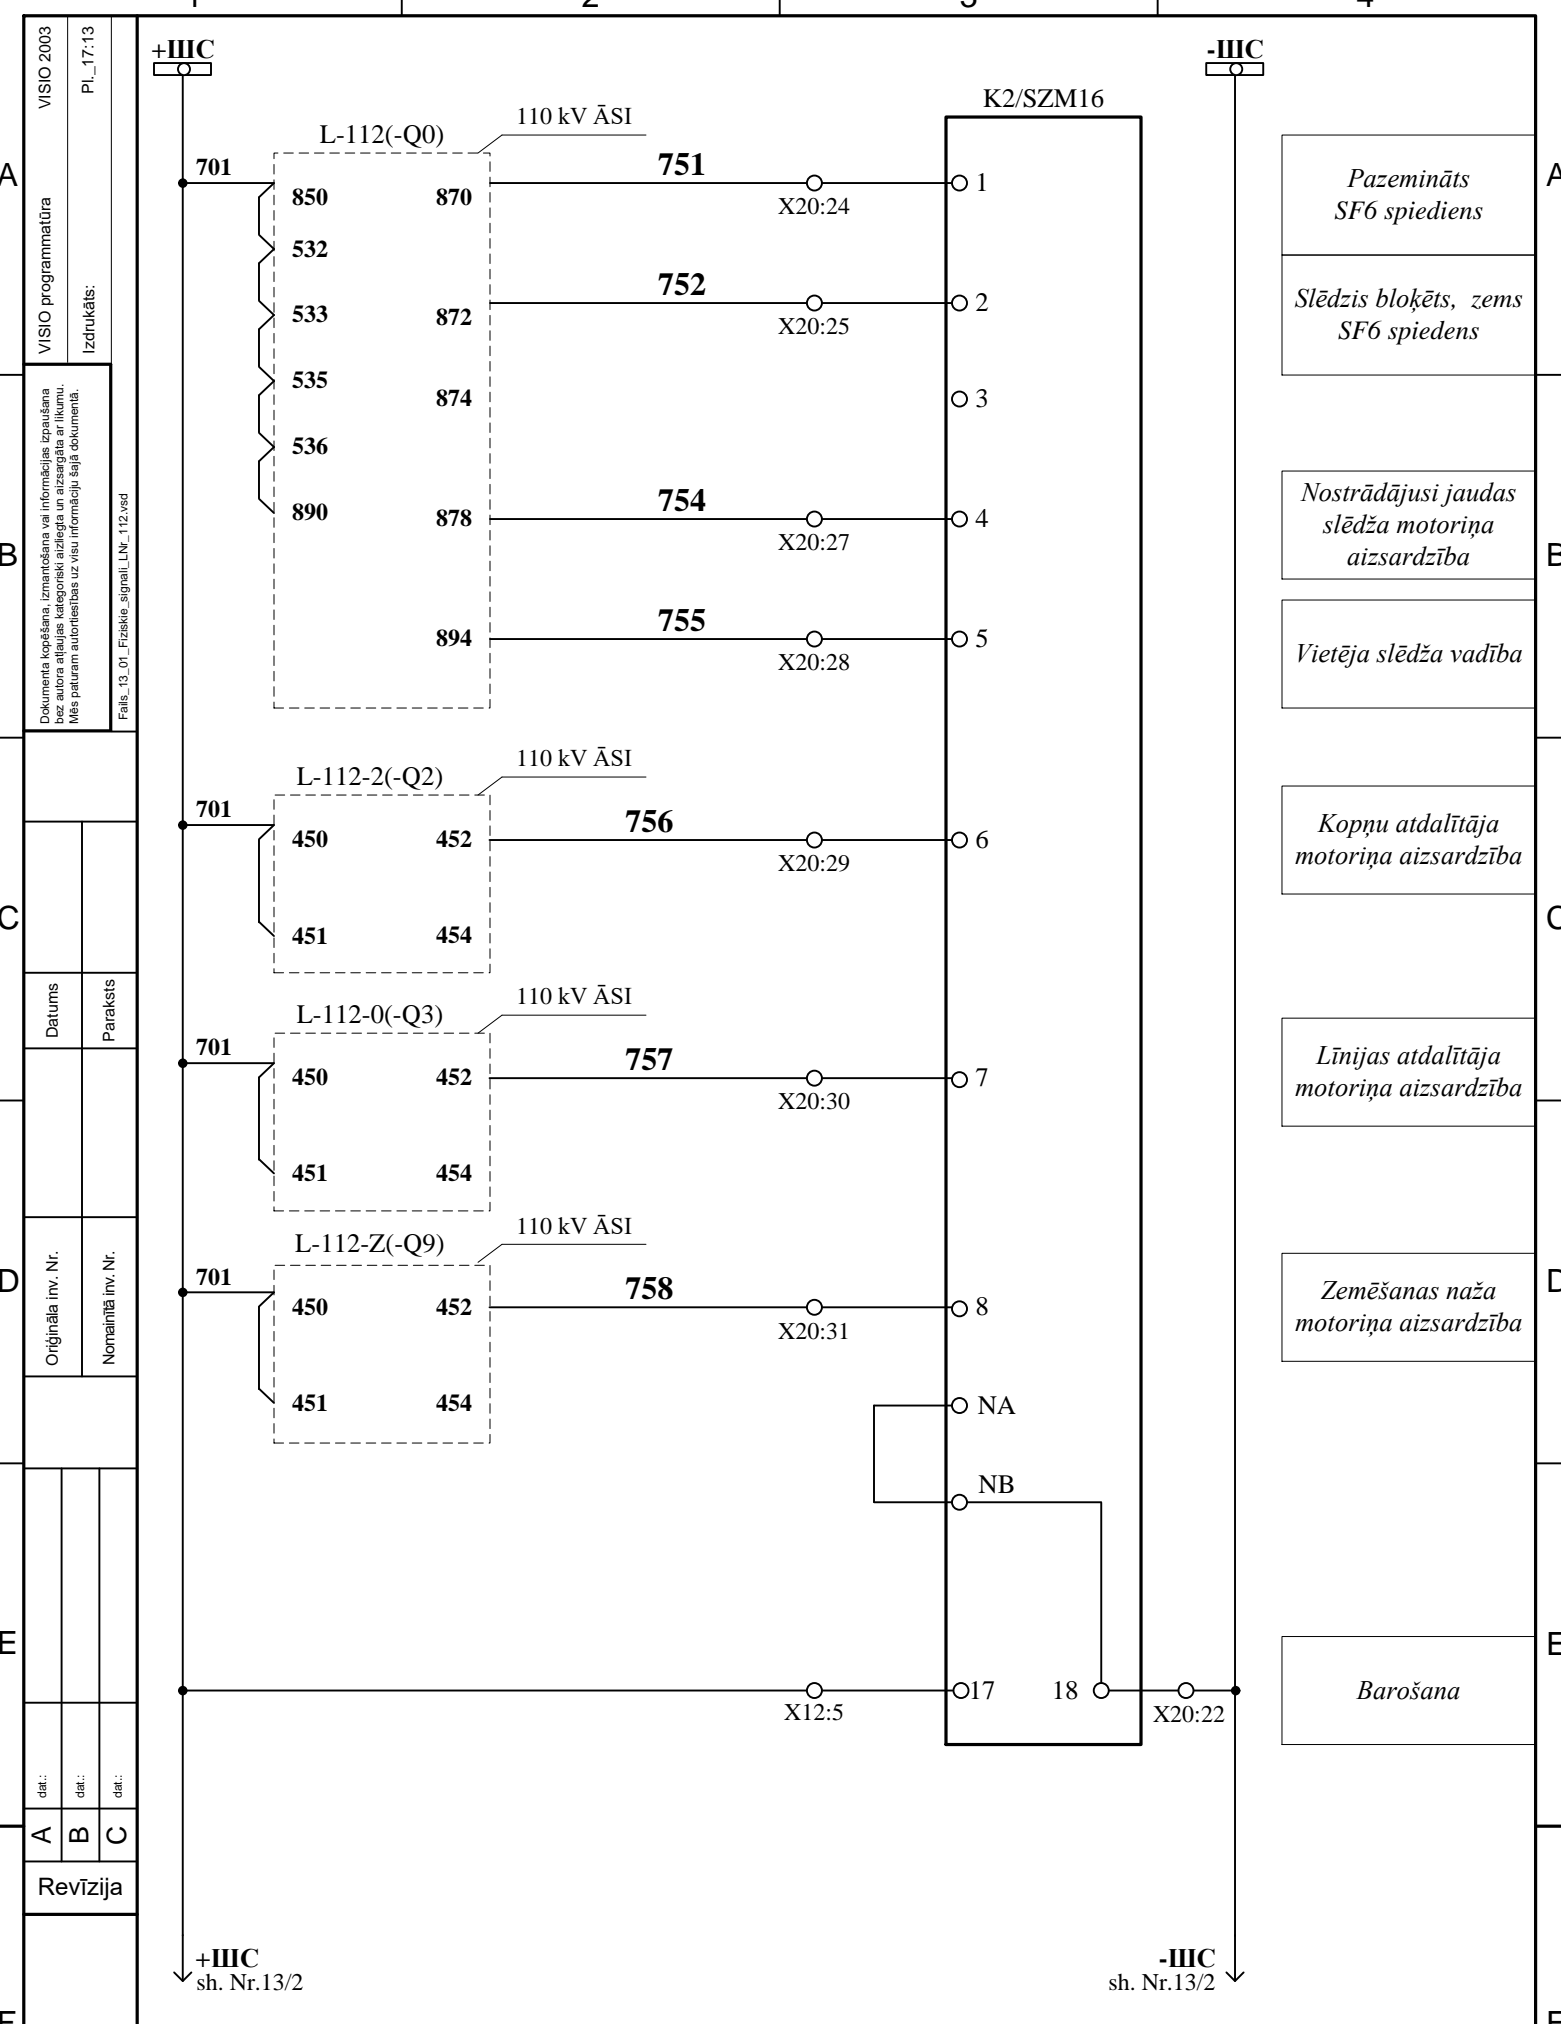 +ШС
-ШС
K2/SZM16
110 kV ĀSI
L-112(-Q0)
701
850 870
532
533 872
535 874
536
890 878
894
751
X20:24
1
752
X20:25
2
3
754
X20:27
4
755
X20:28
5
Pazemināts
SF6 spiediens
Slēdzis bloķēts, zems
SF6 spiedens
Nostrādājusi jaudas
slēdža motoriņa
aizsardzība
Vietēja slēdža vadība
110 kV ĀSI
L-112-2(-Q2)
701
450 452
451 454
756
X20:29
6
Kopņu atdalītāja
motoriņa aizsardzība
110 kV ĀSI
L-112-0(-Q3)
701
450 452
451 454
757
X20:30
7
Līnijas atdalītāja
motoriņa aizsardzība
110 kV ĀSI
L-112-Z(-Q9)
701
450 452
451 454
758
X20:31
8
Zemēšanas naža
motoriņa aizsardzība
NA
NB
X12:5
17 18
X20:22
Barošana
+ШС
sh. Nr.13/2
-ШС
sh. Nr.13/2
VISIO programmatūra VISIO 2003
Izdrukāts: Pl._17:13
Dokumenta kopēšana, izmantošana vai informācijas izpaušana
bez autora atļaujas kategoriski aizliegta un aizsargāta ar likumu.
Mēs paturam autortiesības uz visu informāciju šajā dokumentā.
Fails_13_01_Fiziskie_signali_LNr_112.vsd
Datums
Paraksts
Oriģināla inv. Nr.
Nomainītā inv. Nr.
dat.:
dat.:
dat.:
A
B
C
Revīzija
A
B
C
D
E
A
B
C
D
E